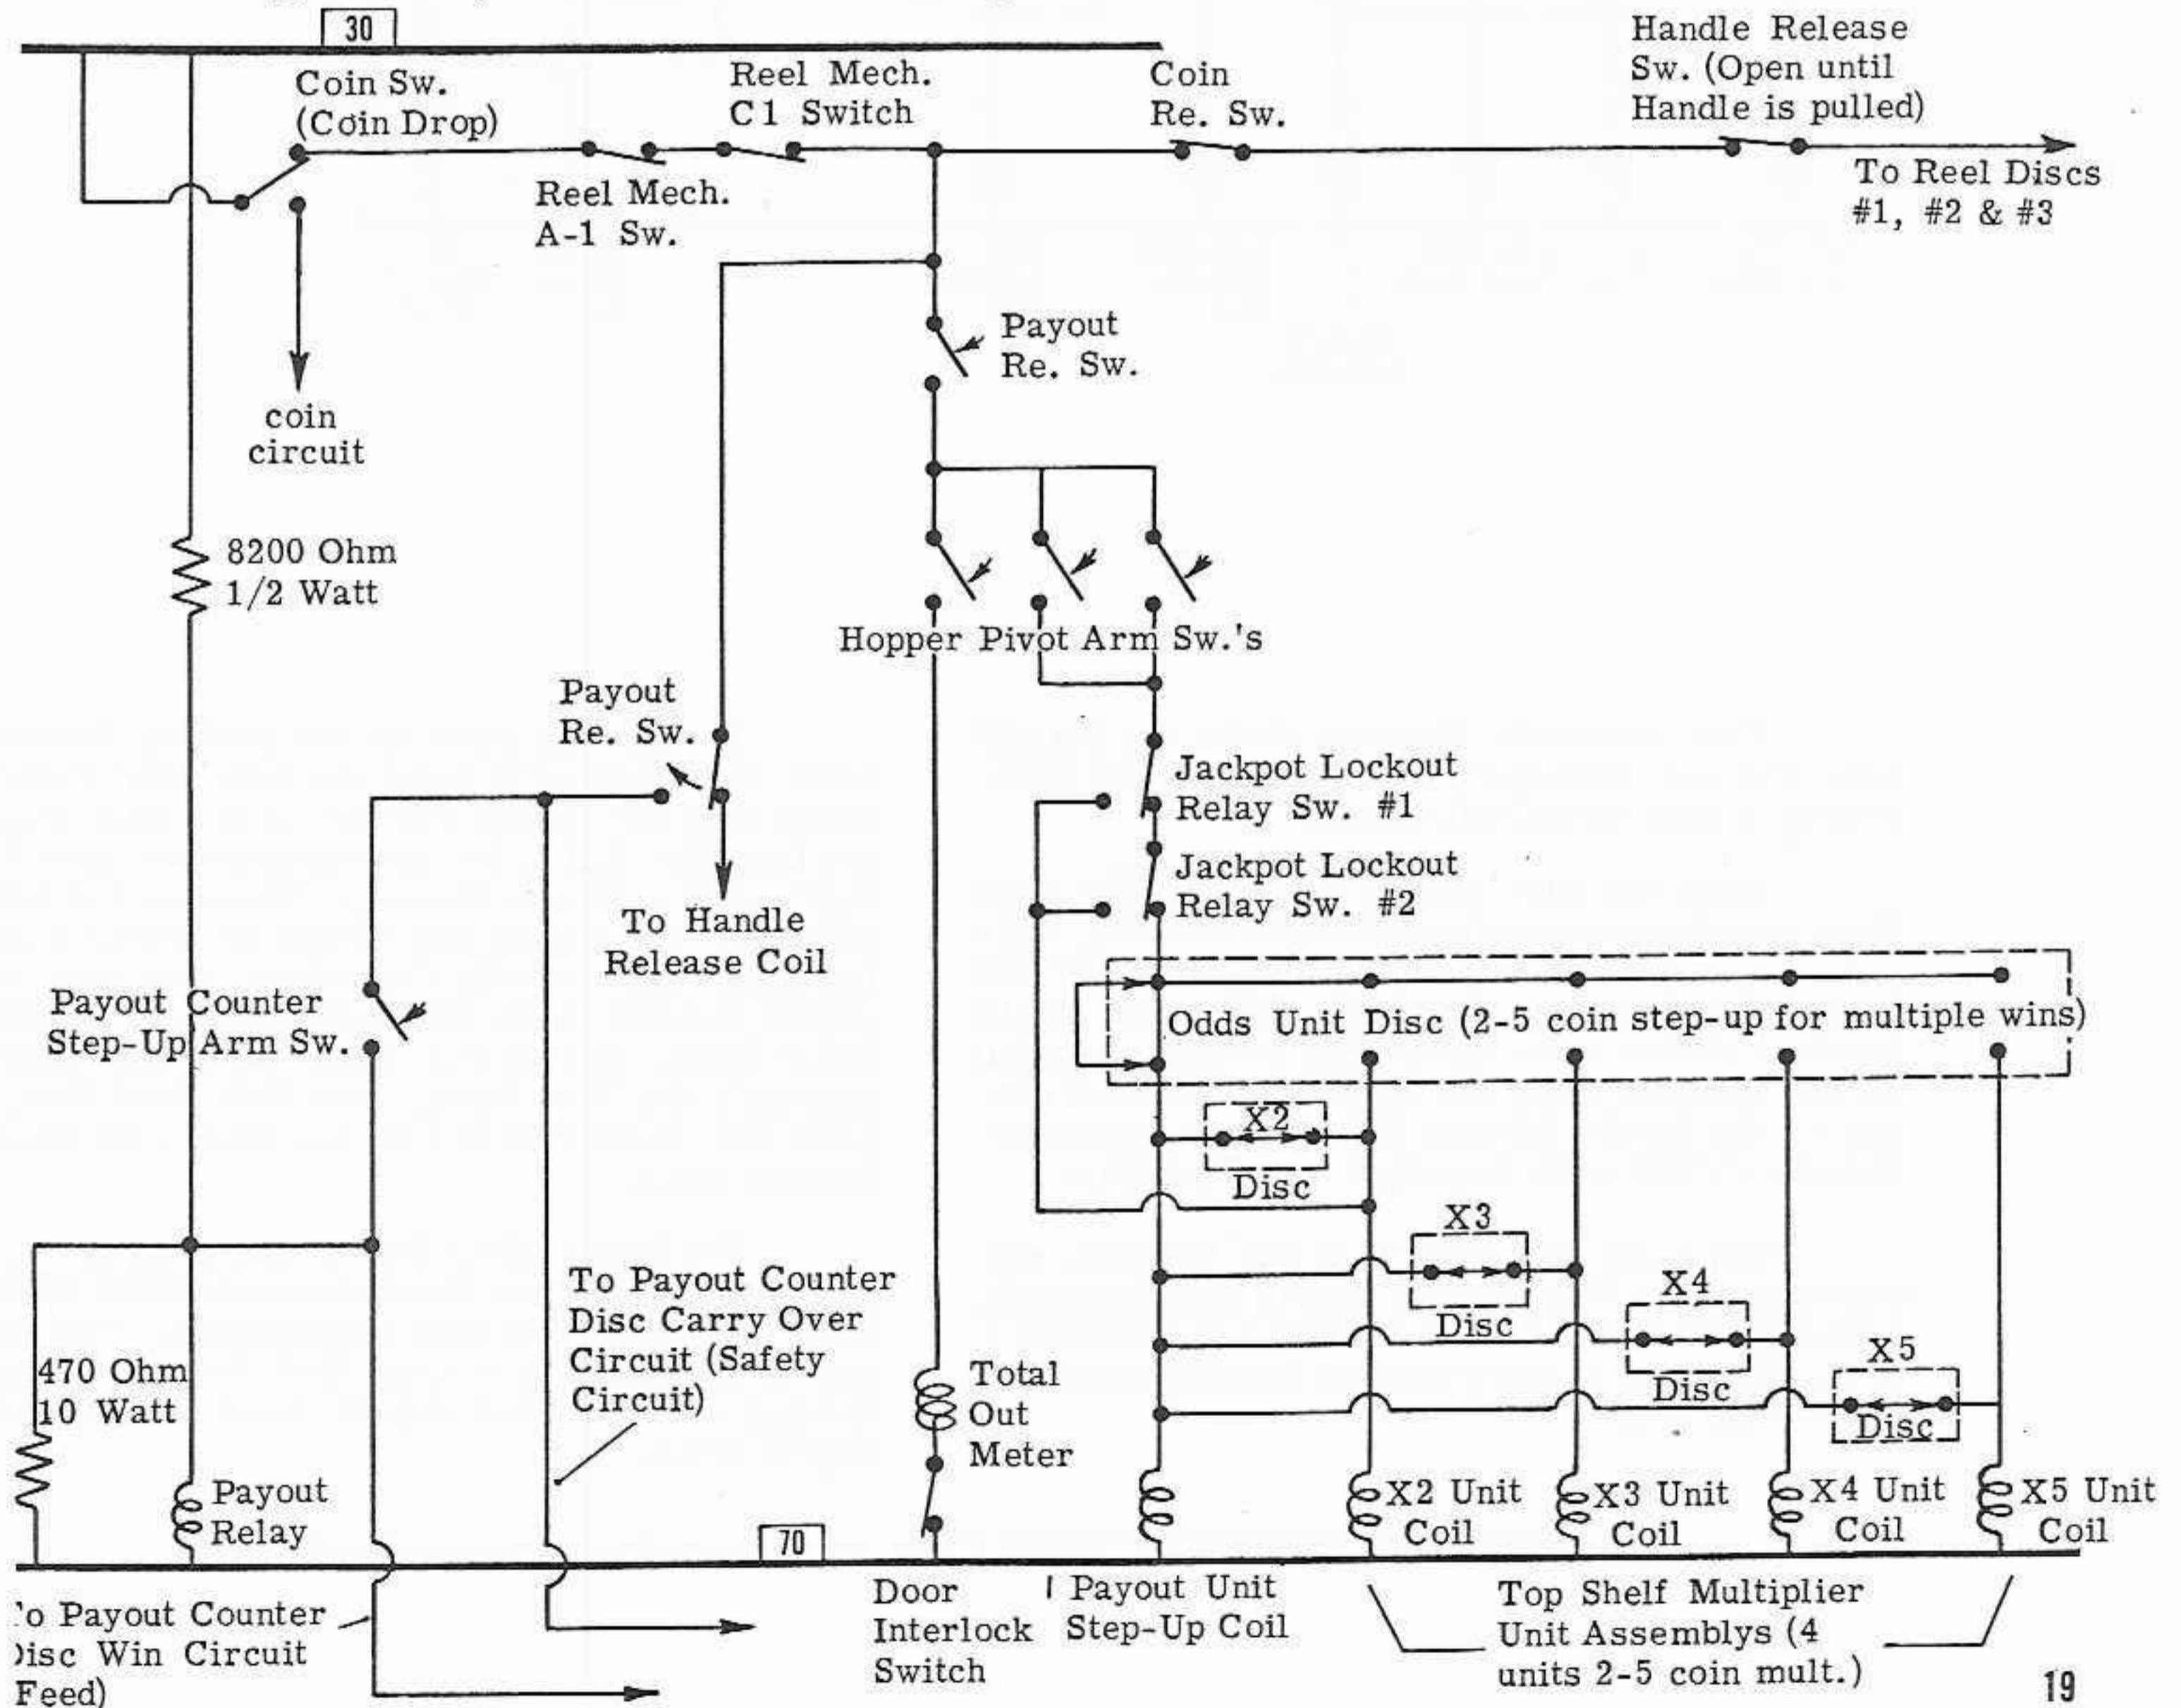 30
Coin Sw.
(Coin Drop)
Reel Mech.
C1 Switch
Coin
Re. Sw.
Handle Release
Sw. (Open until
Handle is pulled)
Reel Mech.
A-1 Sw.
To Reel Discs
#1, #2 & #3
Payout
Re. Sw.
coin
circuit
8200 Ohm
1/2 Watt
Hopper Pivot Arm Sw.'s
Payout
Re. Sw.
Jackpot Lockout
Relay Sw. #1
Jackpot Lockout
Relay Sw. #2
To Handle
Release Coil
Payout Counter
Step-Up Arm Sw.
Odds Unit Disc (2-5 coin step-up for multiple wins)
X2
Disc
X3
Disc
X4
Disc
X5
Disc
To Payout Counter
Disc Carry Over
Circuit (Safety
Circuit)
470 Ohm
10 Watt
Total
Out
Meter
Payout
Relay
X2 Unit
Coil
X3 Unit
Coil
X4 Unit
Coil
X5 Unit
Coil
70
Door
Interlock
Switch
Payout Unit
Step-Up Coil
Top Shelf Multiplier
Unit Assemblys (4
units 2-5 coin mult.)
Payout Counter
Win Circuit
Feed)
19